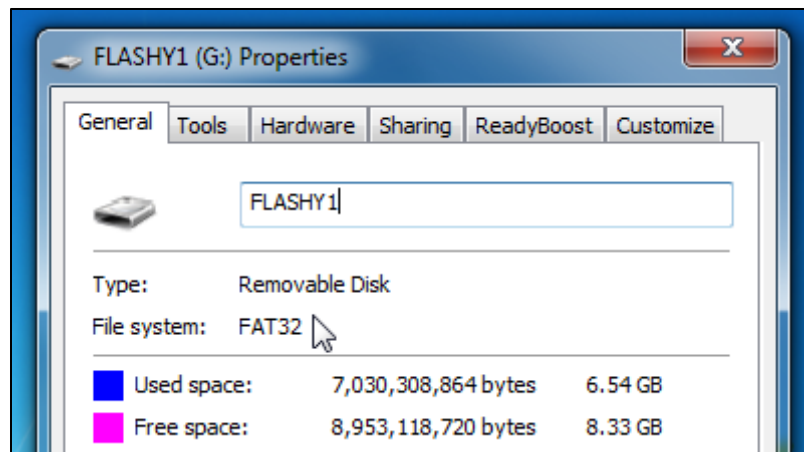 FLASHY1 (G:) Properties
General Tools Hardware Sharing ReadyBoost Customize
FLASHY1
Type: Removable Disk
File system: FAT32
Used space: 7,030,308,864 bytes 6.54 GB
Free space: 8,953,118,720 bytes 8.33 GB